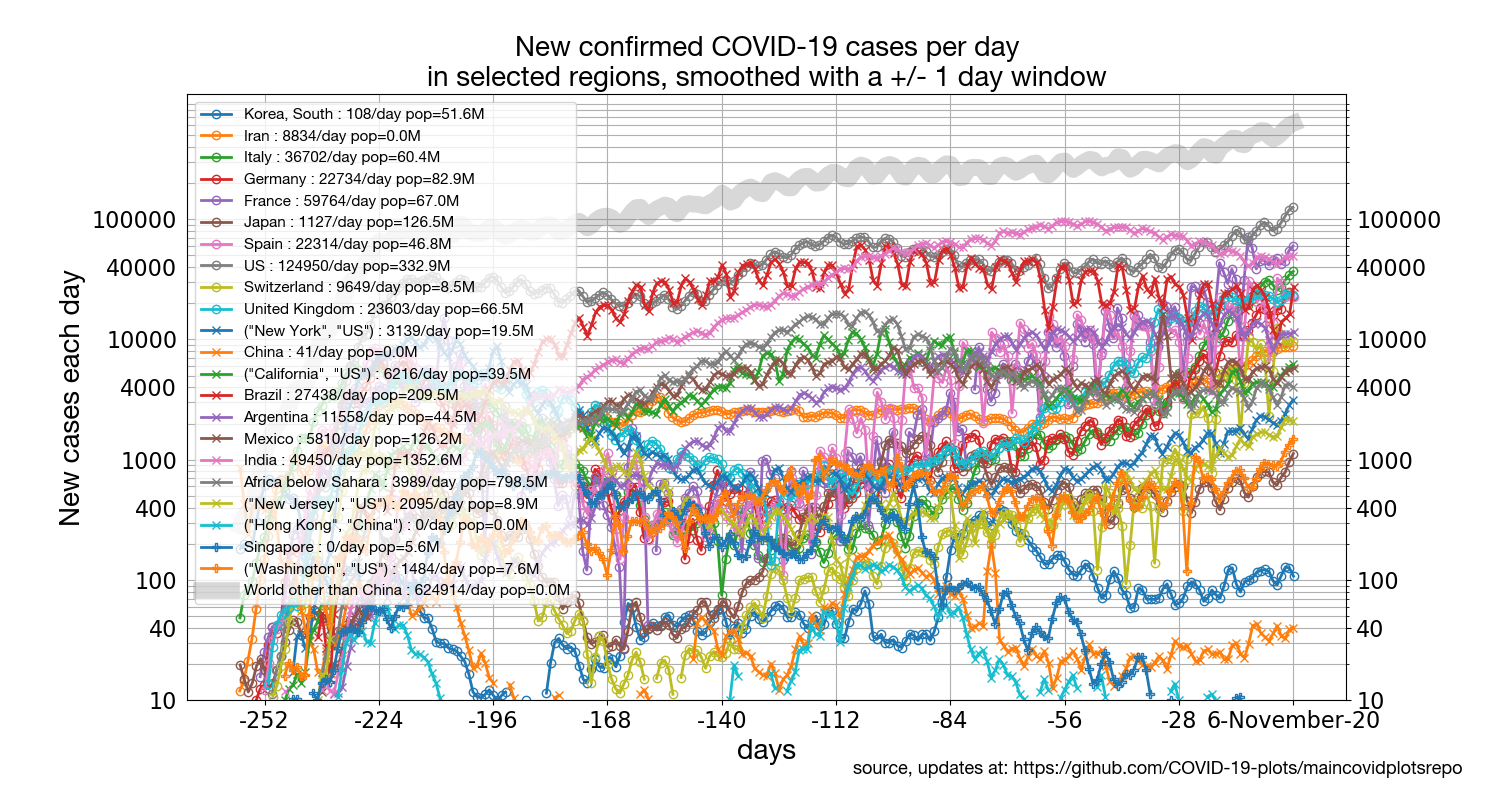 New confirmed COVID-19 cases per day
in selected regions, smoothed with a +/- 1 day window
New cases each day
100000
40000
10000
4000
1000
400
100
40
10
Korea, South : 108/day pop=51.6M
Iran : 8834/day pop=0.0M
Italy : 36702/day pop=60.4M
Germany : 22734/day pop=82.9M
France : 59764/day pop=67.0M
Japan : 1127/day pop=126.5M
Spain : 22314/day pop=46.8M
US : 124950/day pop=332.9M
Switzerland : 9649/day pop=8.5M
United Kingdom : 23603/day pop=66.5M
("New York", "US") : 3139/day pop=19.5M
China : 41/day pop=0.0M
("California", "US") : 6216/day pop=39.5M
Brazil : 27438/day pop=209.5M
Argentina : 11558/day pop=44.5M
Mexico : 5810/day pop=126.2M
India : 49450/day pop=1352.6M
Africa below Sahara : 3989/day pop=798.5M
("New Jersey", "US") : 2095/day pop=8.9M
("Hong Kong", "China") : 0/day pop=0.0M
Singapore : 0/day pop=5.6M
("Washington", "US") : 1484/day pop=7.6M
World other than China : 624914/day pop=0.0M
100000
40000
10000
4000
1000
400
100
40
10
-252 -224 -196 -168 -140 -112 -84 -56 -28 6-November-20
days
source, updates at: https://github.com/COVID-19-plots/maincovidplotsrepo